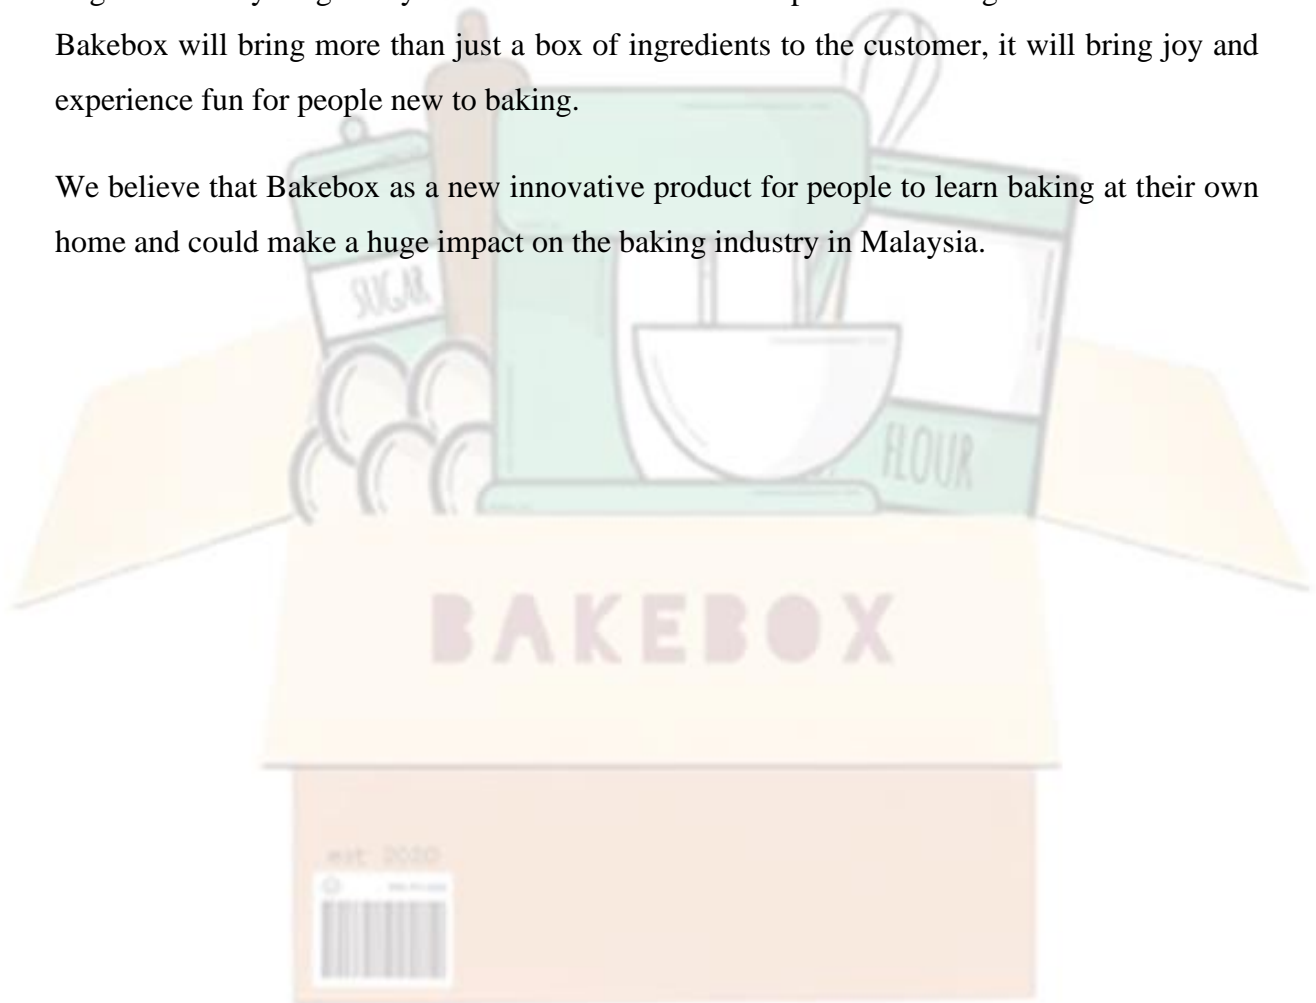 Bakebox will bring more than just a box of ingredients to the customer, it will bring joy and
experience fun for people new to baking.
We believe that Bakebox as a new innovative product for people to learn baking at their own
home and could make a huge impact on the baking industry in Malaysia.
SUGAR
FLOUR
BAKEBOX
est 2020